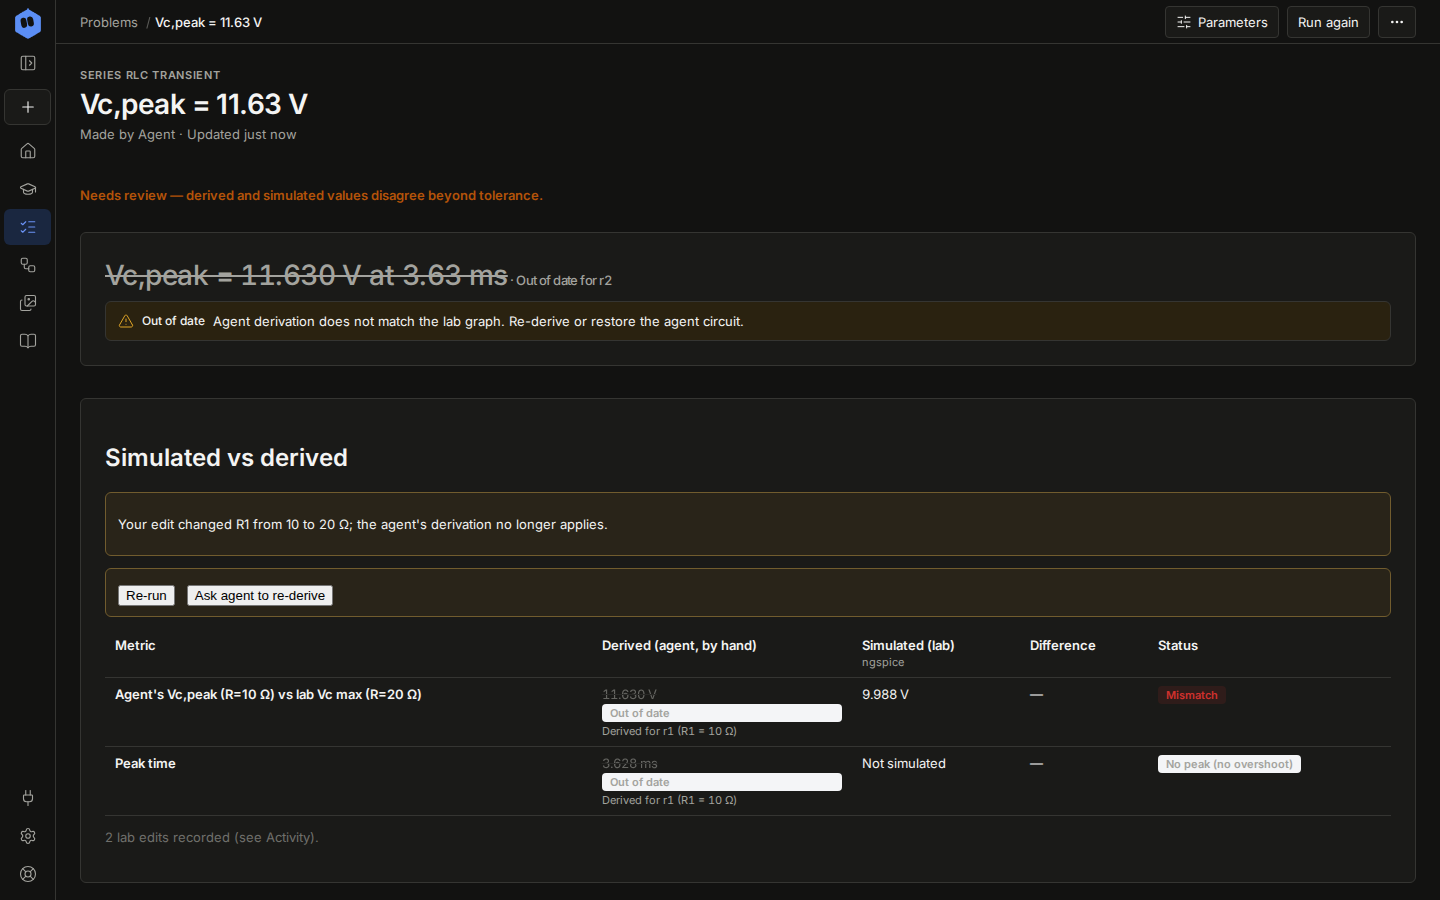 Problems / Vc,peak = 11.63 V
Parameters
Run again
SERIES RLC TRANSIENT
Vc,peak = 11.63 V
Made by Agent · Updated just now
Needs review — derived and simulated values disagree beyond tolerance.
Vc,peak = 11.630 V at 3.63 ms · Out of date for r2
Out of date Agent derivation does not match the lab graph. Re-derive or restore the agent circuit.
Simulated vs derived
Your edit changed R1 from 10 to 20 Ω; the agent's derivation no longer applies.
Re-run Ask agent to re-derive
Metric Derived (agent, by hand) Simulated (lab) Difference Status
ngspice
Agent's Vc,peak (R=10 Ω) vs lab Vc max (R=20 Ω) 11.630 V 9.988 V — Mismatch
Out of date
Derived for r1 (R1 = 10 Ω)
Peak time 3.628 ms Not simulated — No peak (no overshoot)
Out of date
Derived for r1 (R1 = 10 Ω)
2 lab edits recorded (see Activity).